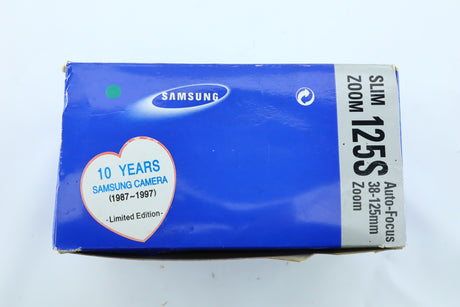 SAMSUNG
10 YEARS
SAMSUNG CAMERA
(1987~1997)
-Limited Edition-
SLIM
ZOOM 125S
Auto-Focus
38-125mm
Zoom